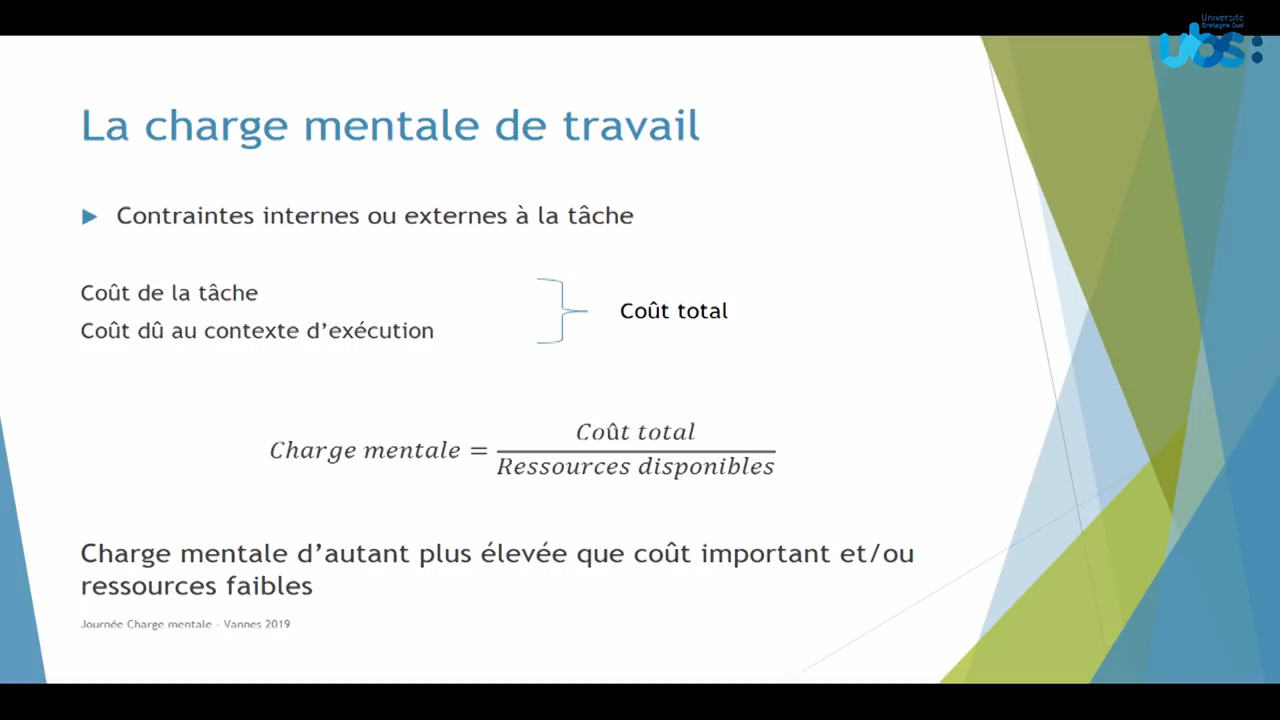 Université
Bretagne Sud
ubs:
La charge mentale de travail
Contraintes internes ou externes à la tâche
Coût de la tâche
Coût dû au contexte d'exécution
Coût total
Charge mentale = Coût total
Ressources disponibles
Charge mentale d'autant plus élevée que coût important et/ou
ressources faibles
Journée Charge mentale - Vannes 2019